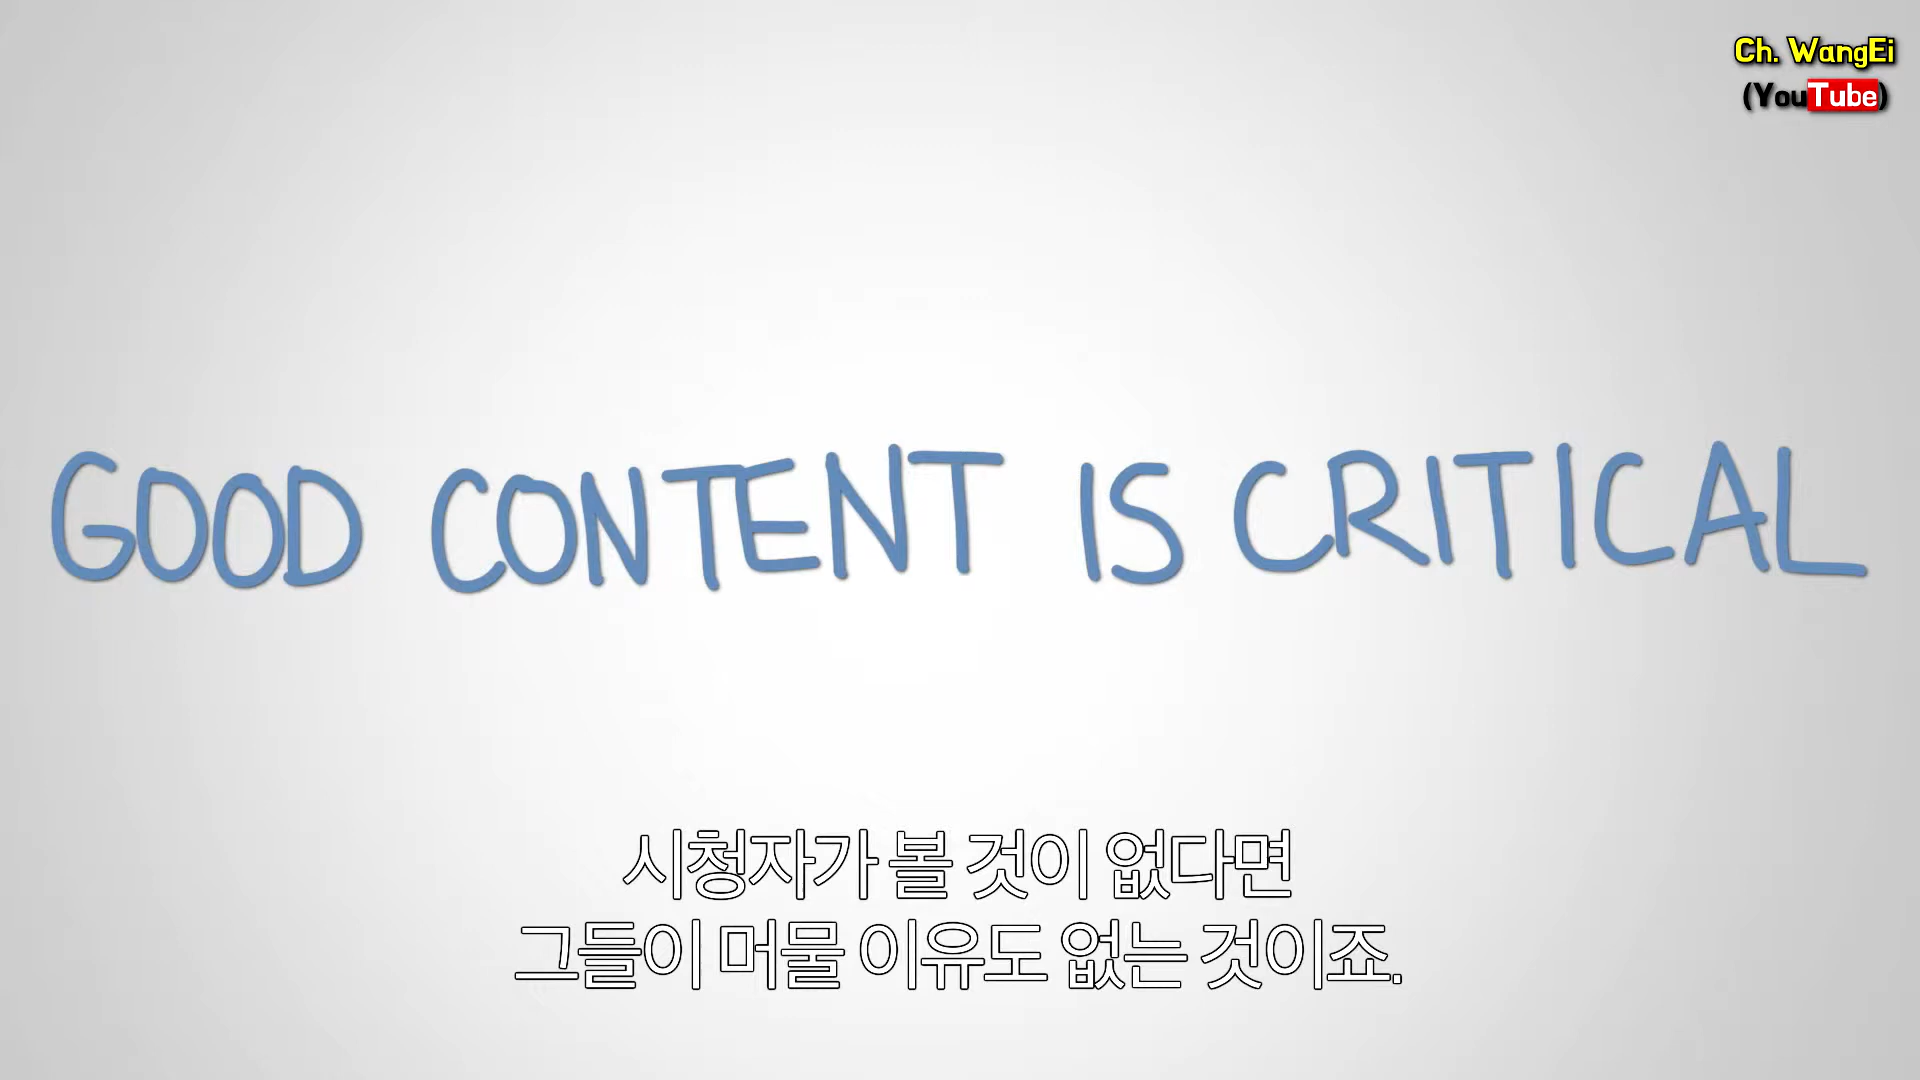 Ch. WangEi
(YouTube)
GOOD CONTENT IS CRITICAL
시청자가 볼 것이 없다면
그들이 머물 이유도 없는 것이죠.